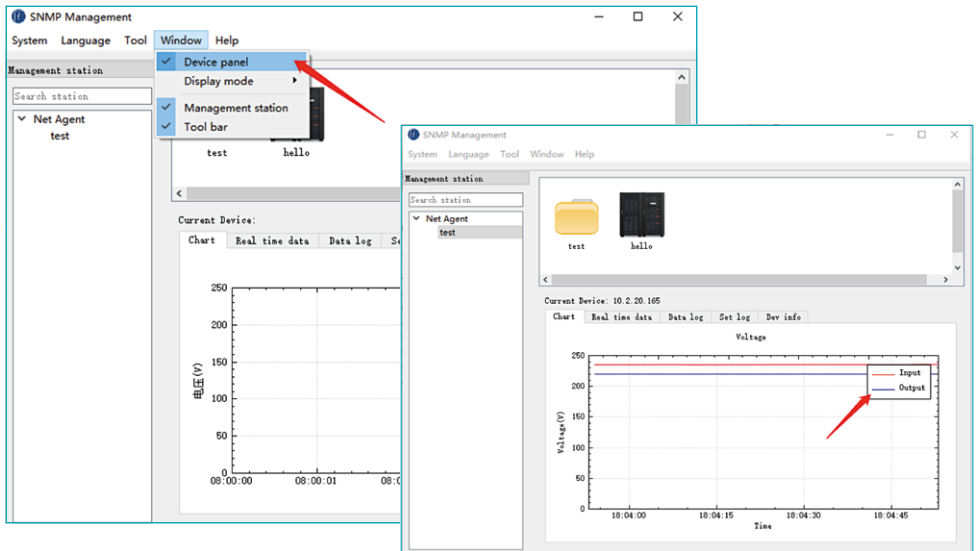 SNMP Management
System Language Tool Window Help
Device panel
Display mode
Management station
Tool bar
Management station
Search station
Net Agent
test
test
hello
Current Device:
Chart
Real time data
Data log
250
200
150
100
50
0
电压(V)
08:00:00
08:00:01
SNMP Management
System Language Tool Window Help
Management station
Search station
Net Agent
test
test
hello
Current Device: 10.2.20.165
Chart
Real time data
Data log
Set log
Dev info
Voltage
Input
Output
250
200
150
100
50
0
Voltage(V)
18:04:00
18:04:15
18:04:30
18:04:45
Time